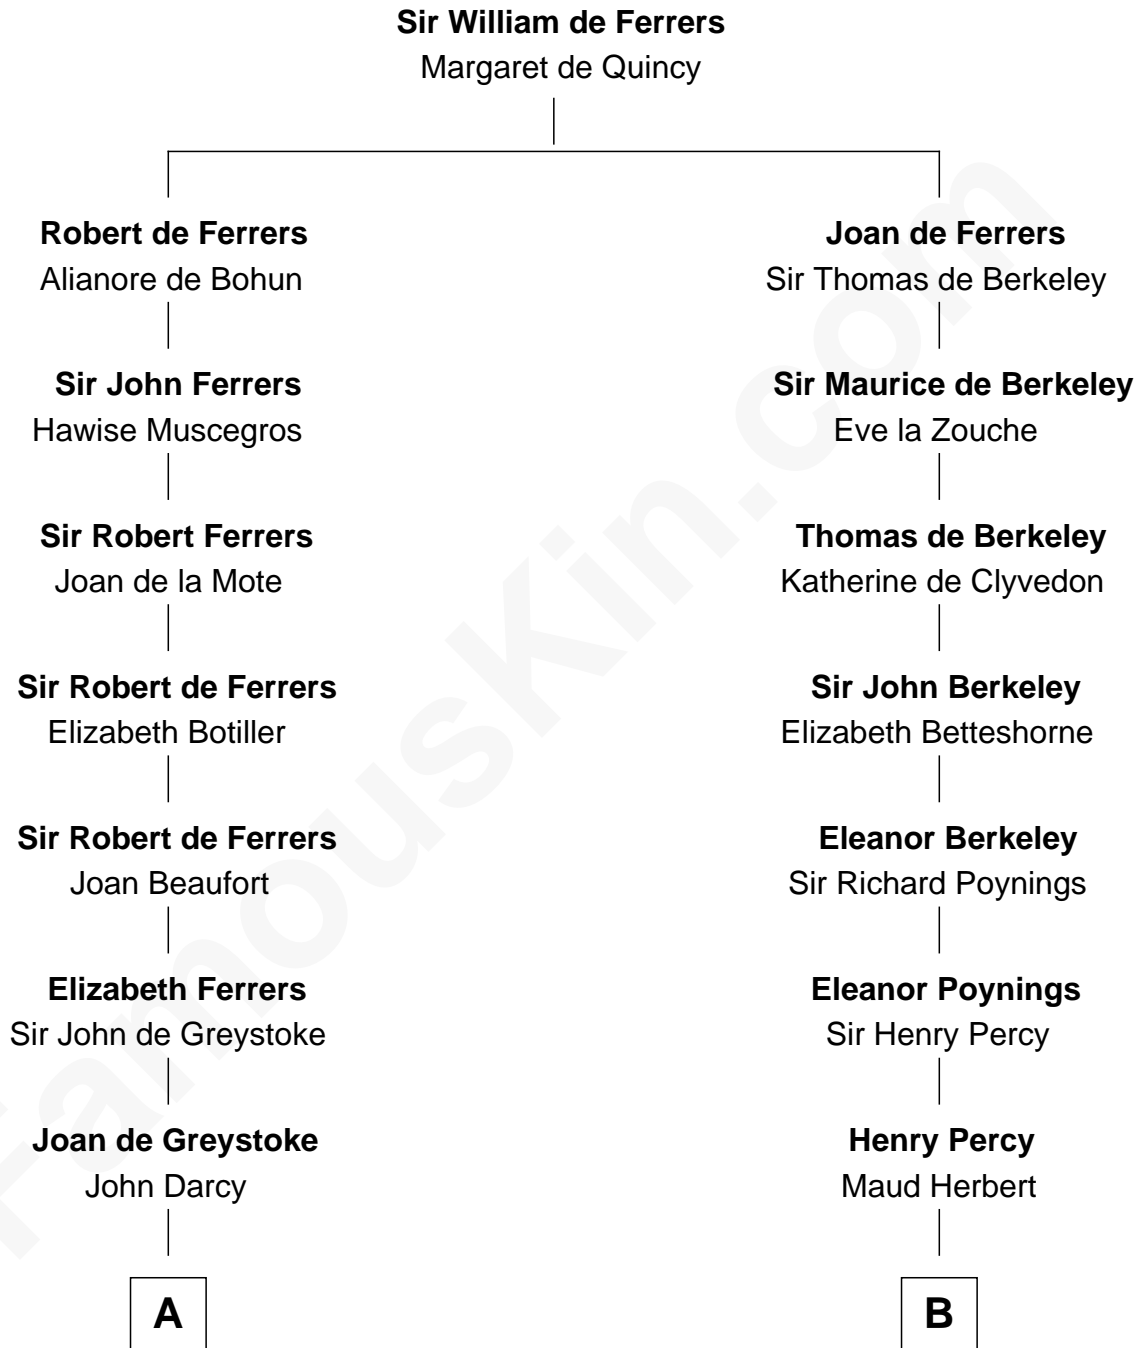 Sir William de Ferrers
Margaret de Quincy
Robert de Ferrers
Alianore de Bohun
Joan de Ferrers
Sir Thomas de Berkeley
Sir John Ferrers
Hawise Muscegros
Sir Maurice de Berkeley
Eve la Zouche
Sir Robert Ferrers
Joan de la Mote
Thomas de Berkeley
Katherine de Clyvedon
Sir Robert de Ferrers
Elizabeth Botiller
Sir John Berkeley
Elizabeth Betteshorne
Sir Robert de Ferrers
Joan Beaufort
Eleanor Berkeley
Sir Richard Poynings
Elizabeth Ferrers
Sir John de Greystoke
Eleanor Poynings
Sir Henry Percy
Joan de Greystoke
John Darcy
Henry Percy
Maud Herbert
A
B
FamousKin.com